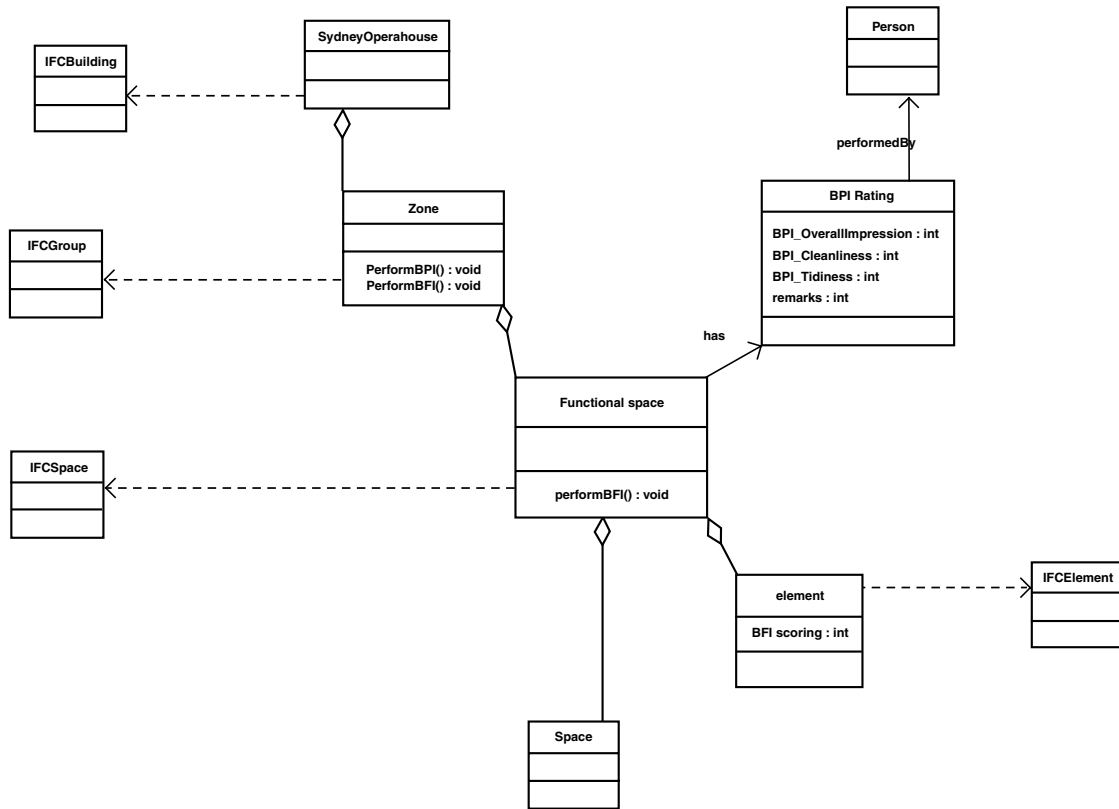 SydneyOperahouse
Person
IFCBuilding
performedBy
BPI Rating
Zone
BPI_OverallImpression : int
IFCGroup
BPI_Cleanliness : int
PerformBPI() : void
BPI_Tidiness : int
PerformBFI() : void
remarks : int
has
Functional space
IFCSpace
performBFI() : void
IFCElement
element
BFI scoring : int
Space